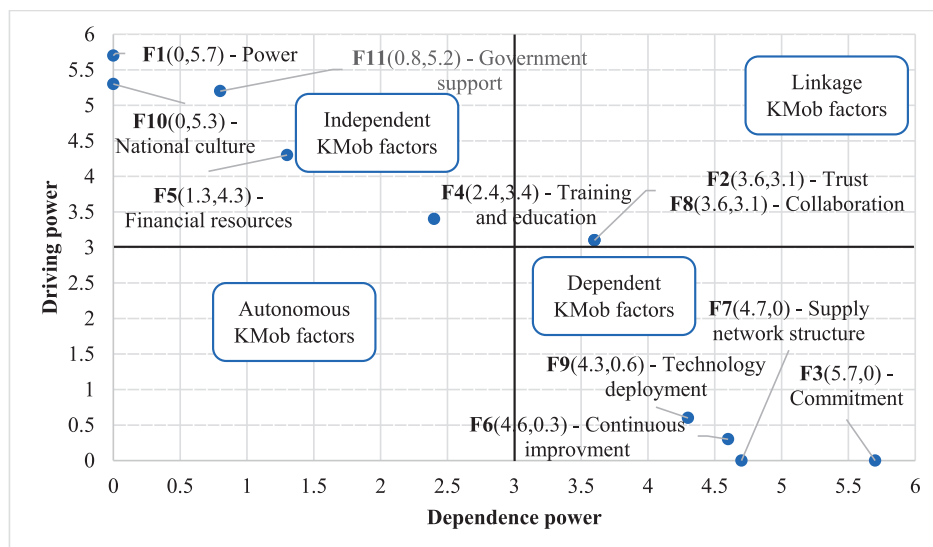 6
5.5
5
4.5
4
3.5
3
2.5
2
1.5
1
0.5
0
Driving power
F1(0,5.7) - Power
F11(0.8,5.2) - Government
support
F10(0,5.3) -
National culture
Independent
KMob factors
Linkage
KMob factors
F5(1.3,4.3) -
Financial resources
F4(2.4,3.4) - Training
and education
F2(3.6,3.1) - Trust
F8(3.6,3.1) - Collaboration
Autonomous
KMob factors
Dependent
KMob factors
F7(4.7,0) - Supply
network structure
F9(4.3,0.6) - Technology
deployment
F3(5.7,0) -
Commitment
F6(4.6,0.3) - Continuous
improvment
0 0.5 1 1.5 2 2.5 3 3.5 4 4.5 5 5.5 6
Dependence power